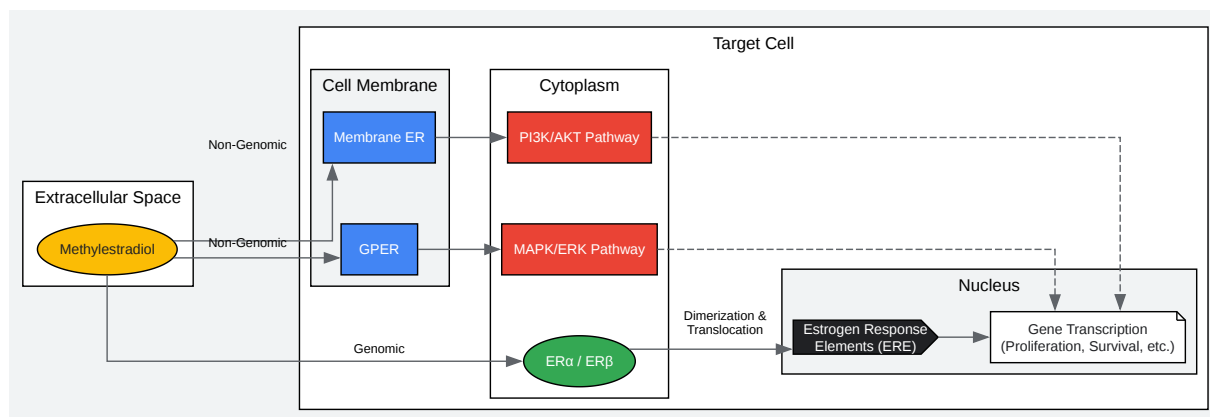 Target Cell
Cell Membrane
Cytoplasm
Membrane ER
PI3K/AKT Pathway
Non-Genomic
Extracellular Space
Methylestradiol
Non-Genomic
GPER
MAPK/ERK Pathway
Nucleus
Dimerization &
Translocation
Estrogen Response
Elements (ERE)
Gene Transcription
(Proliferation, Survival, etc.)
Genomic
ERα / ERβ